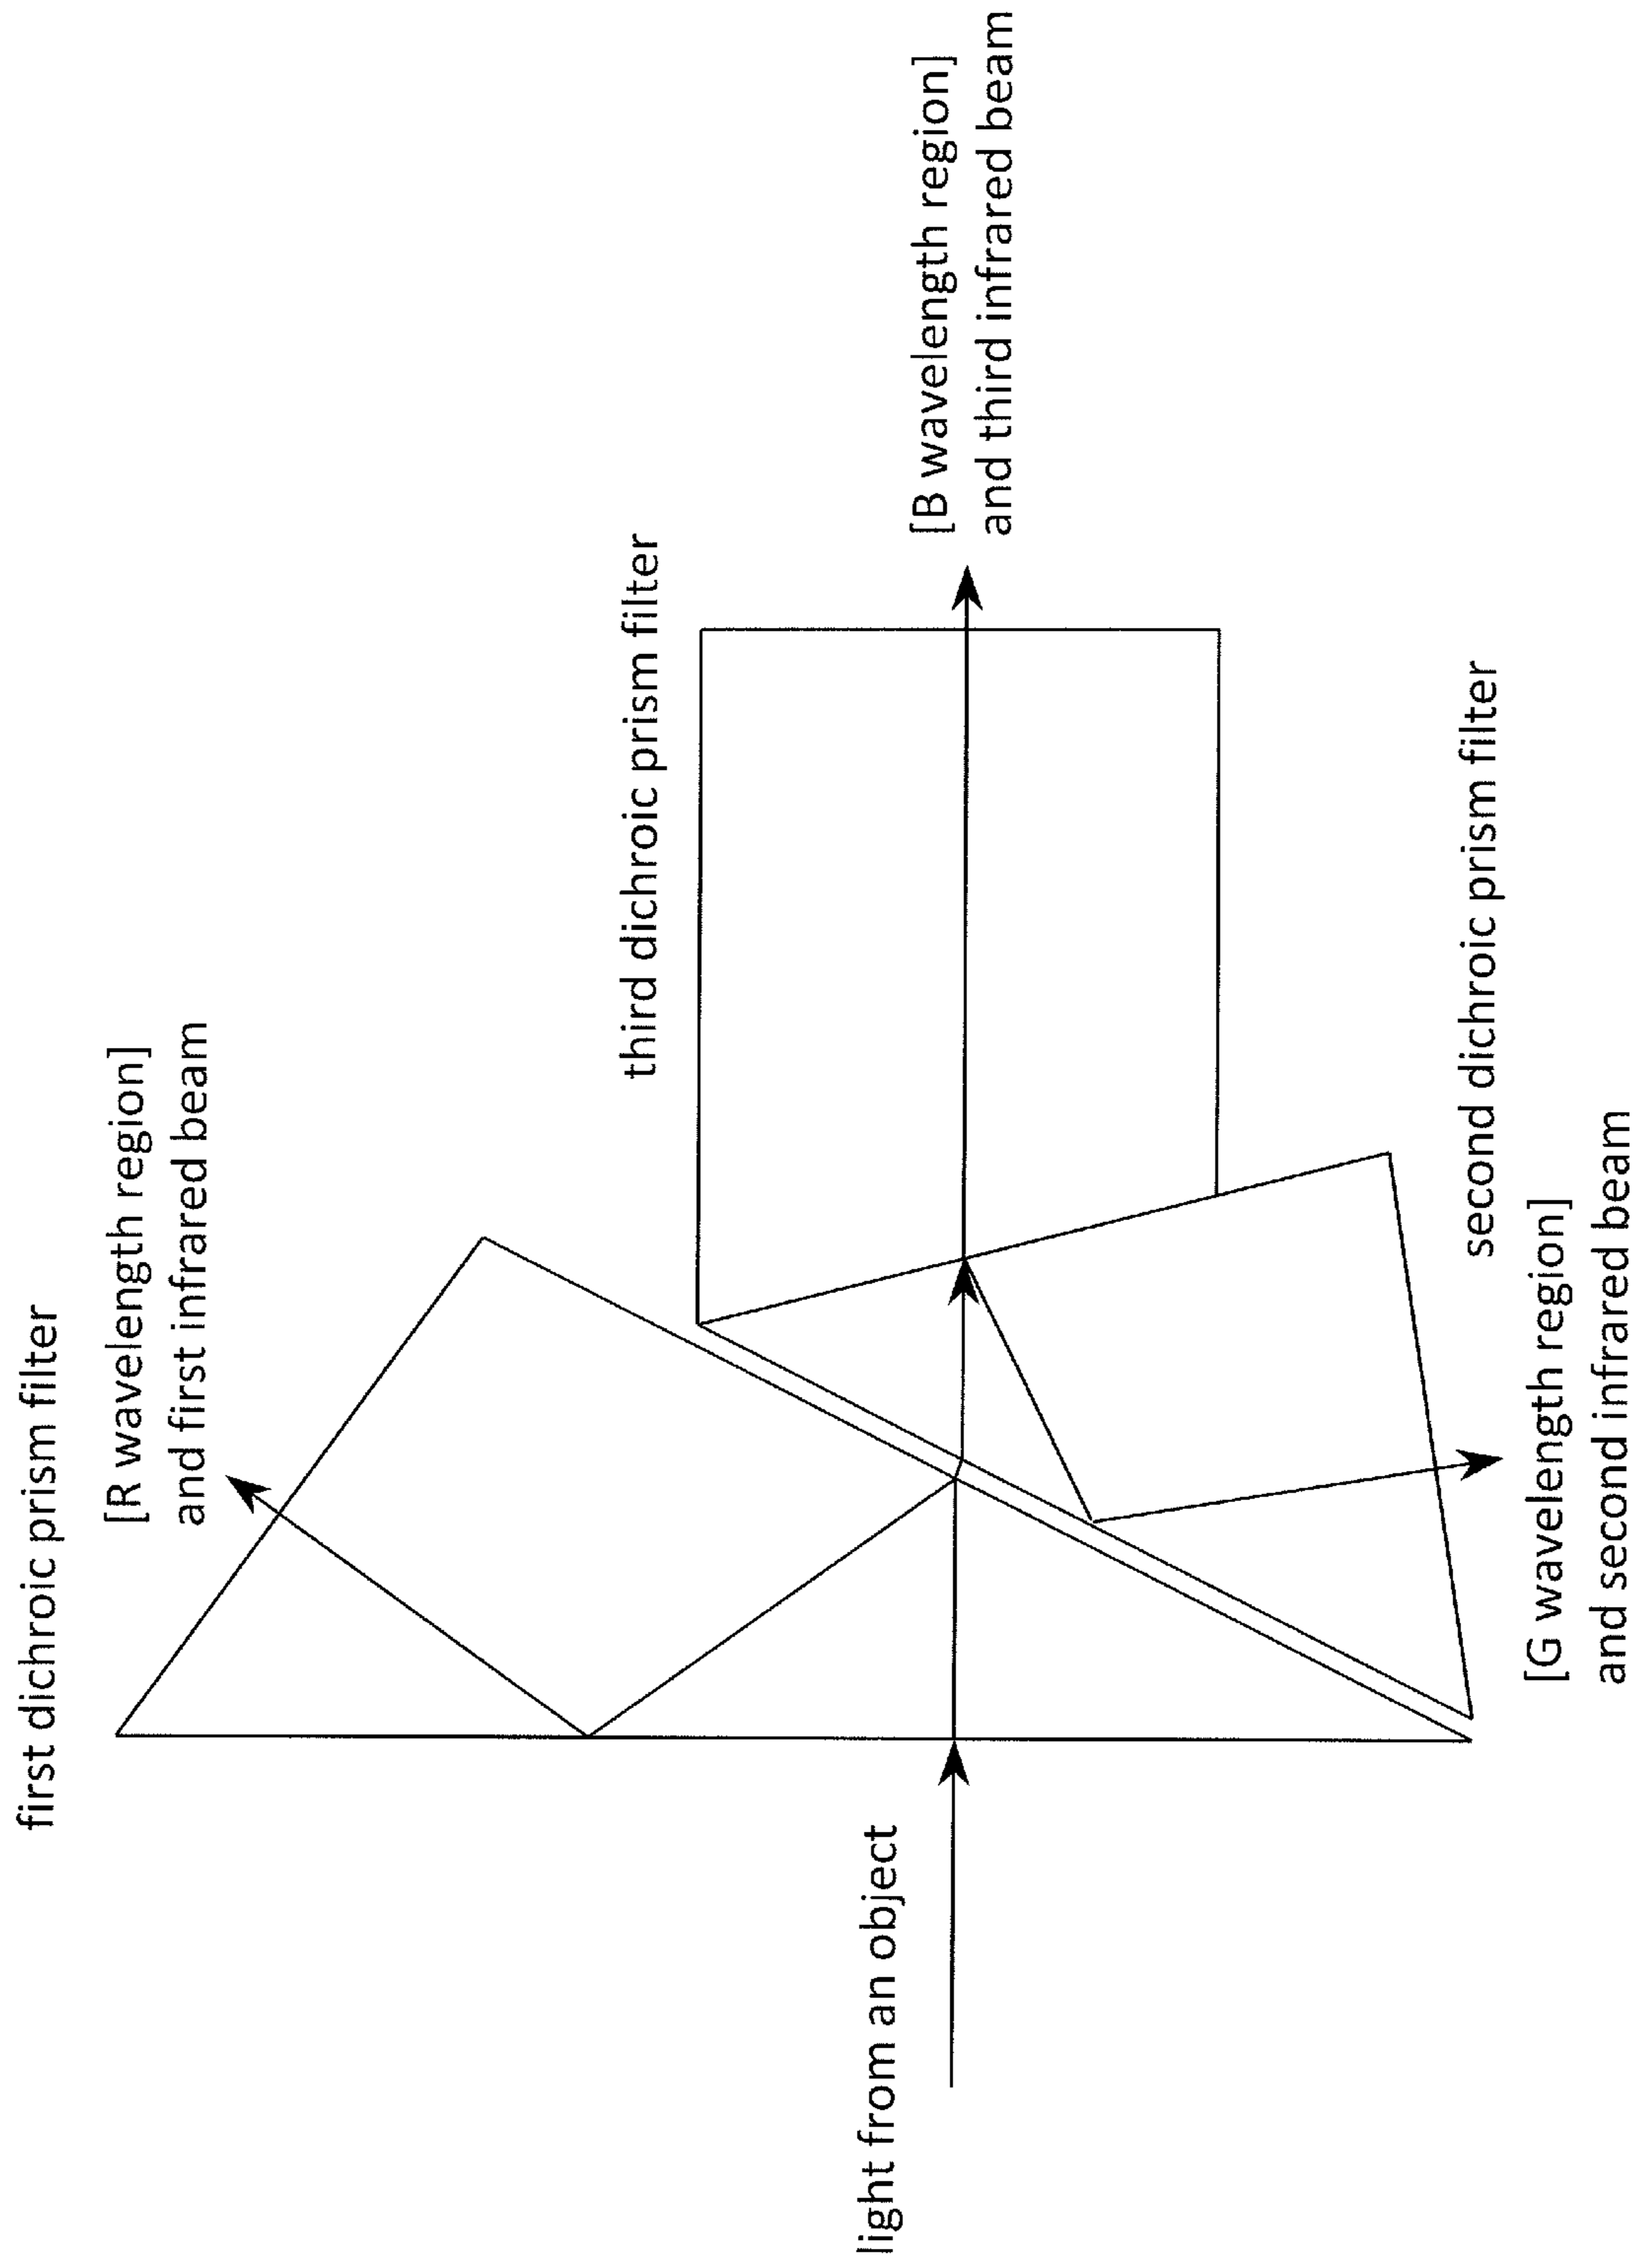 first dichroic prism filter
[R wavelength region]
and first infrared beam
third dichroic prism filter
light from an object
[B wavelength region]
and third infrared beam
second dichroic prism filter
[G wavelength region]
and second infrared beam